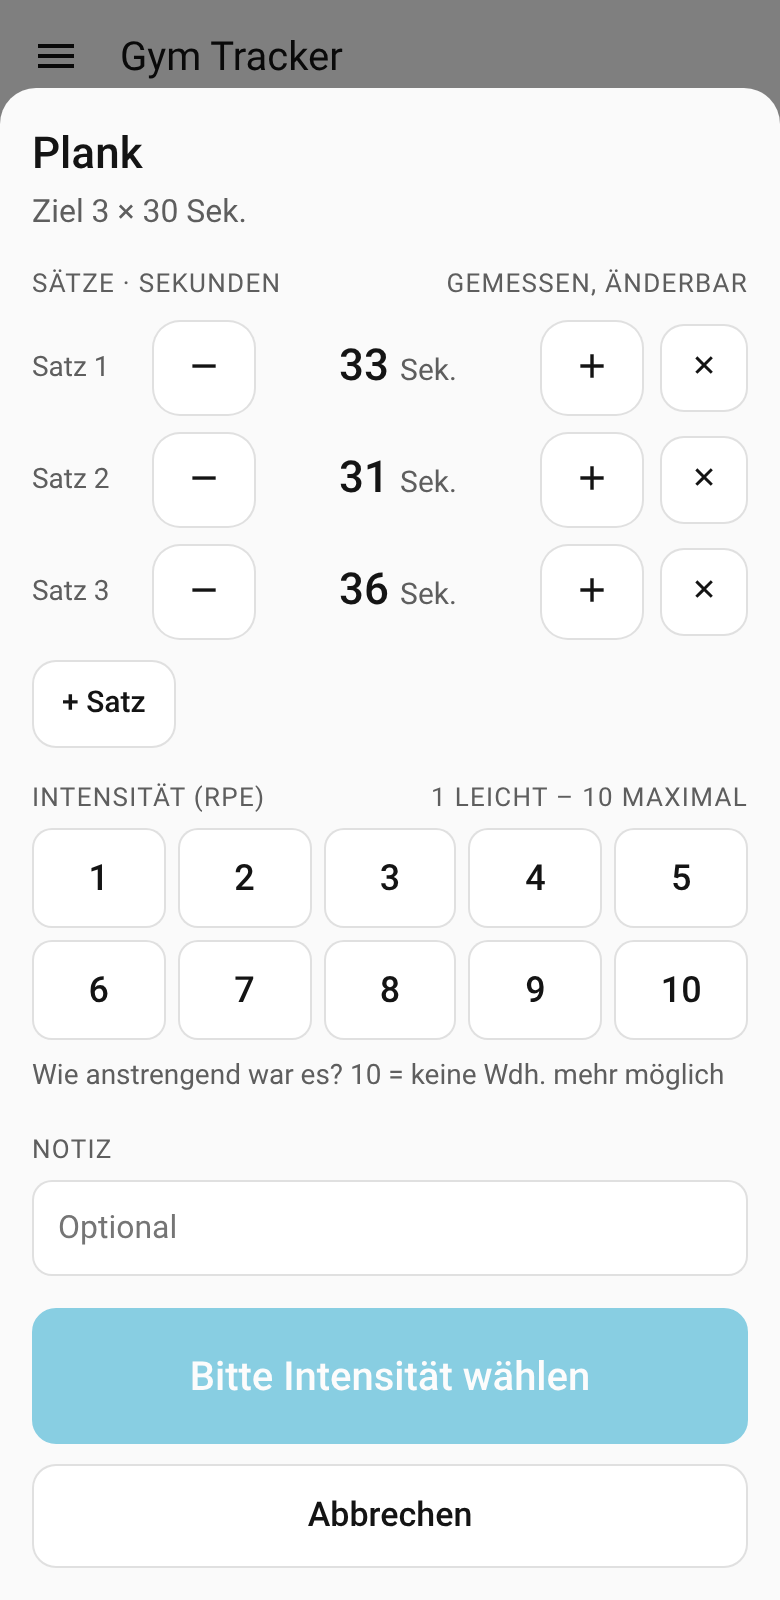 Gym Tracker
Plank
Ziel 3 × 30 Sek.
SÄTZE · SEKUNDEN GEMESSEN, ÄNDERBAR
Satz 1 − 33 Sek. + ×
Satz 2 − 31 Sek. + ×
Satz 3 − 36 Sek. + ×
+ Satz
INTENSITÄT (RPE) 1 LEICHT – 10 MAXIMAL
1 2 3 4 5
6 7 8 9 10
Wie anstrengend war es? 10 = keine Wdh. mehr möglich
NOTIZ
Optional
Bitte Intensität wählen
Abbrechen